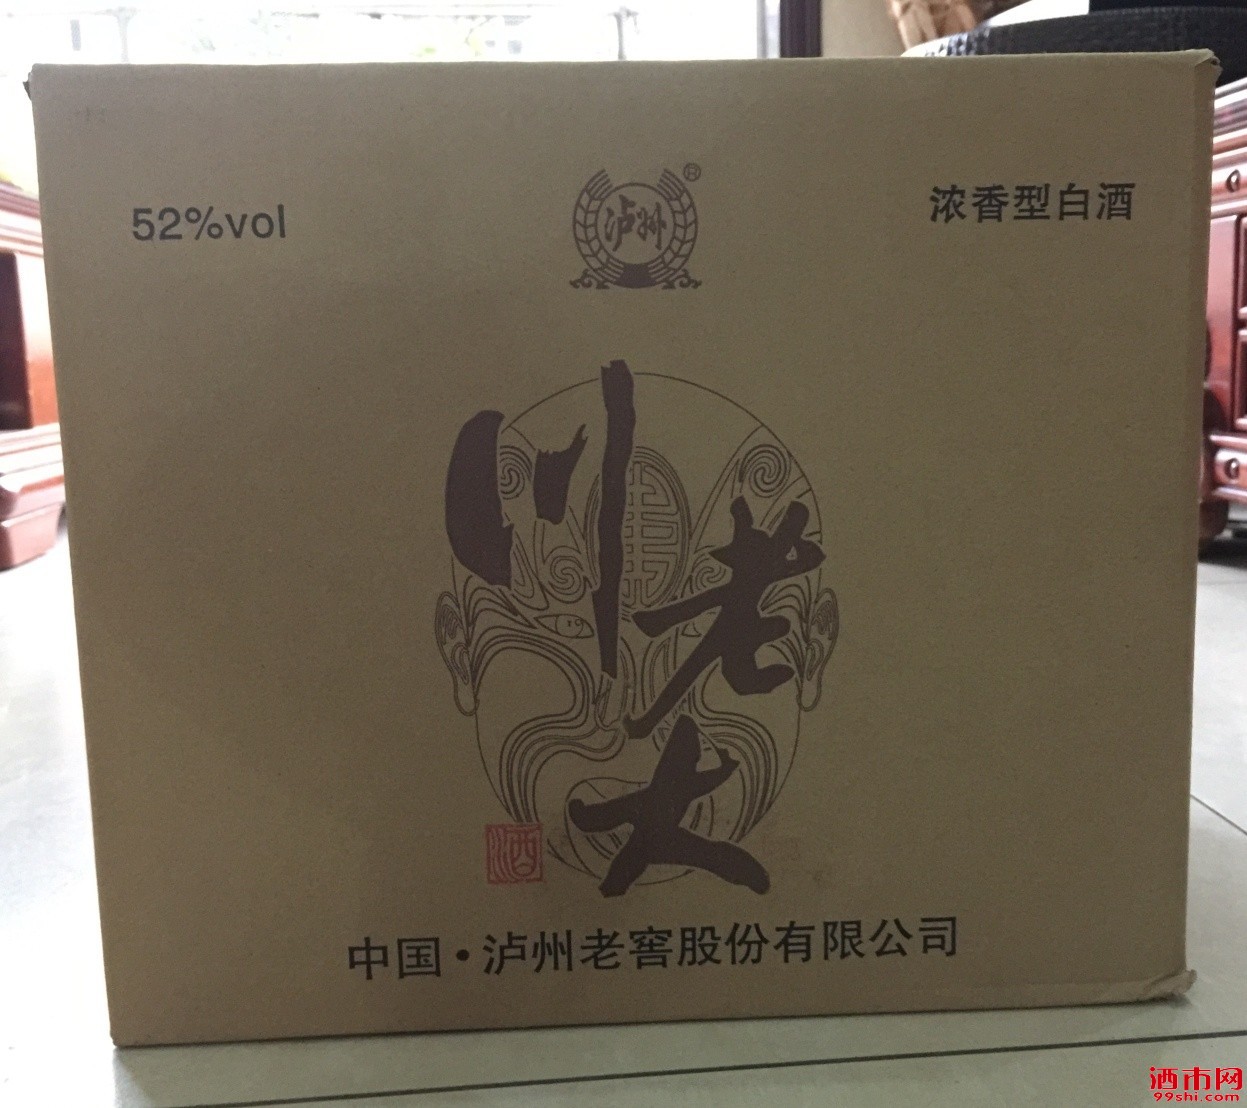 52%vol
泸州
®
浓香型白酒
川老大
酒
中国·泸州老窖股份有限公司
酒市网
99shi.com